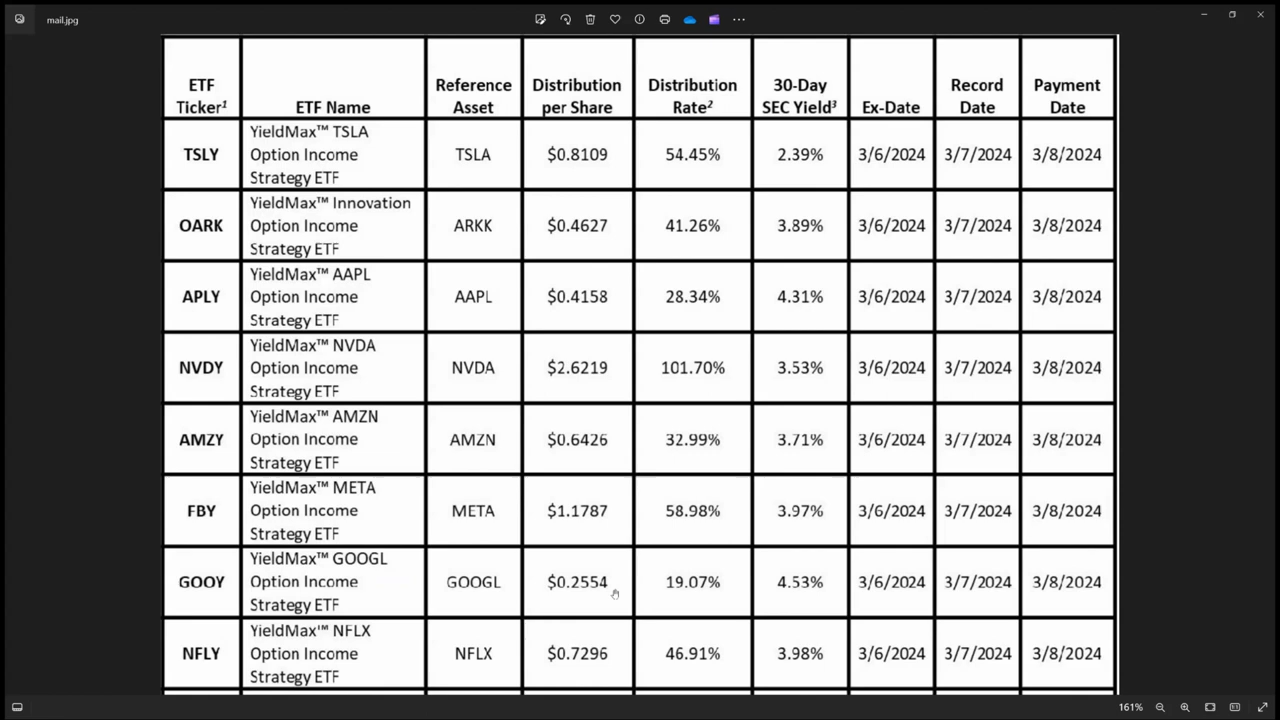 mail.jpg
ETF Ticker¹ ETF Name Reference Asset Distribution per Share Distribution Rate² 30-Day SEC Yield³ Ex-Date Record Date Payment Date
TSLY YieldMax™ TSLA Option Income Strategy ETF TSLA $0.8109 54.45% 2.39% 3/6/2024 3/7/2024 3/8/2024
OARK YieldMax™ Innovation Option Income Strategy ETF ARKK $0.4627 41.26% 3.89% 3/6/2024 3/7/2024 3/8/2024
APLY YieldMax™ AAPL Option Income Strategy ETF AAPL $0.4158 28.34% 4.31% 3/6/2024 3/7/2024 3/8/2024
NVDY YieldMax™ NVDA Option Income Strategy ETF NVDA $2.6219 101.70% 3.53% 3/6/2024 3/7/2024 3/8/2024
AMZY YieldMax™ AMZN Option Income Strategy ETF AMZN $0.6426 32.99% 3.71% 3/6/2024 3/7/2024 3/8/2024
FBY YieldMax™ META Option Income Strategy ETF META $1.1787 58.98% 3.97% 3/6/2024 3/7/2024 3/8/2024
GOOY YieldMax™ GOOGL Option Income Strategy ETF GOOGL $0.2554 19.07% 4.53% 3/6/2024 3/7/2024 3/8/2024
NFLY YieldMax™ NFLX Option Income Strategy ETF NFLX $0.7296 46.91% 3.98% 3/6/2024 3/7/2024 3/8/2024
161%